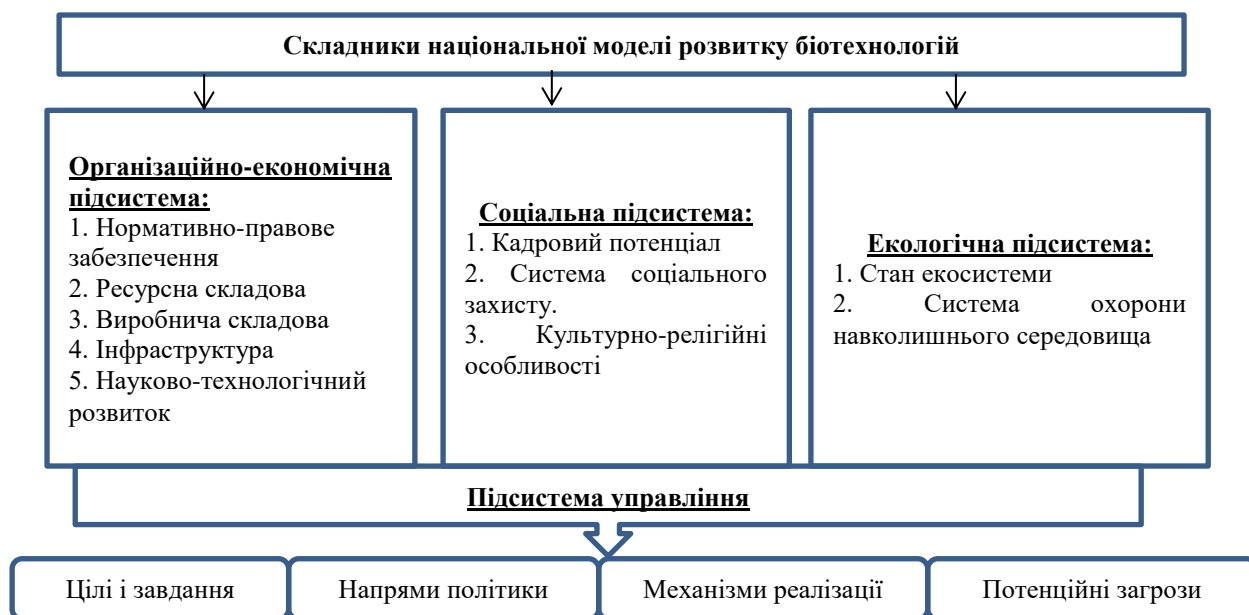 Складники національної моделі розвитку біотехнологій
Організаційно-економічна
підсистема:
1. Нормативно-правове
забезпечення
2. Ресурсна складова
3. Виробнича складова
4. Інфраструктура
5. Науково-технологічний
розвиток
Соціальна підсистема:
1. Кадровий потенціал
2. Система соціального
захисту.
3. Культурно-релігійні
особливості
Екологічна підсистема:
1. Стан екосистеми
2. Система охорони
навколишнього середовища
Підсистема управління
Цілі і завдання
Напрями політики
Механізми реалізації
Потенційні загрози